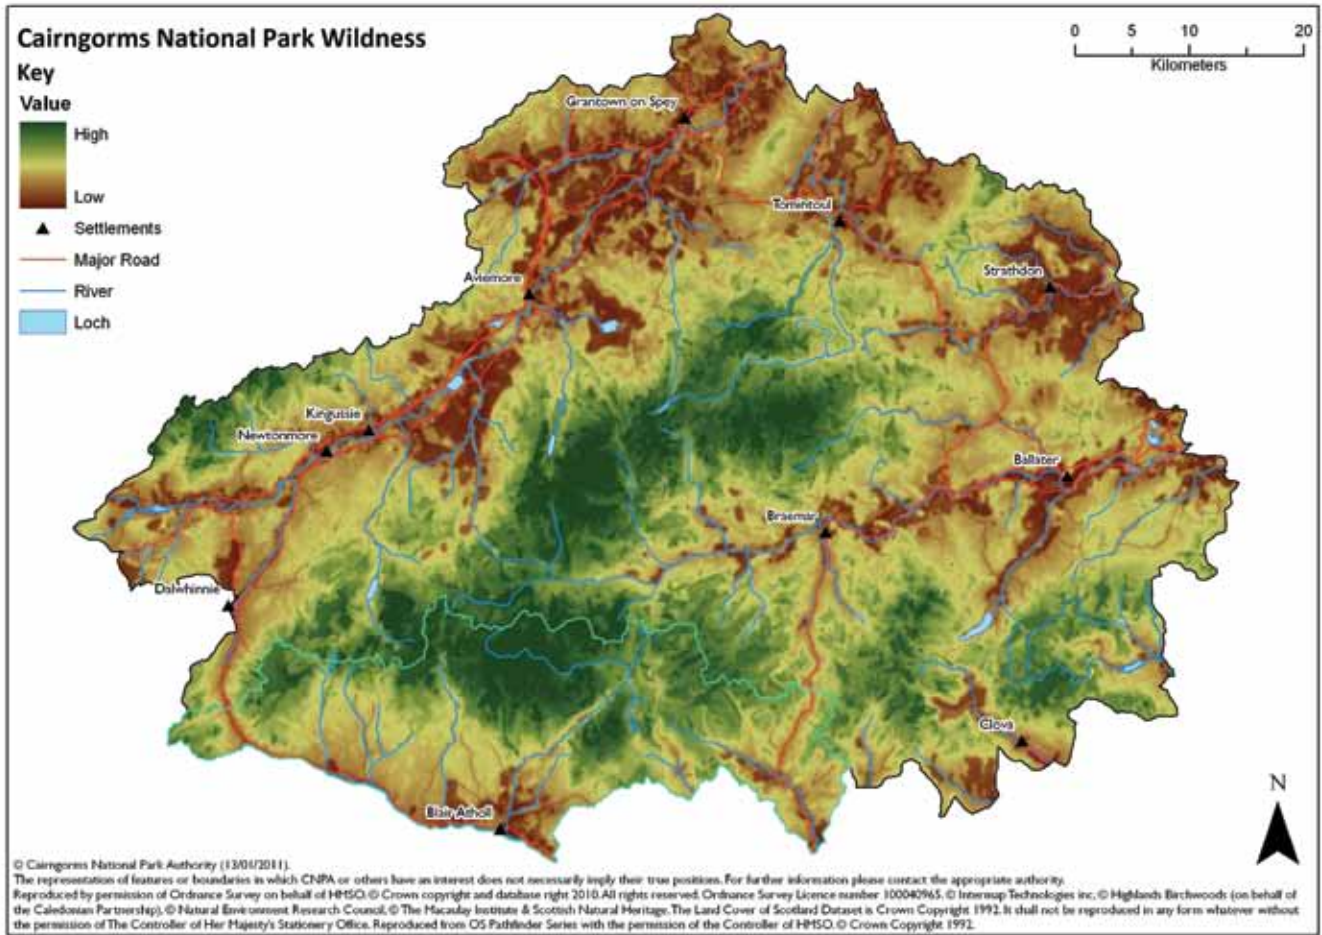 Cairngorms National Park Wildness
Key
Value
High
Low
Settlements
Major Road
River
Loch
0 5 10 20
Kilometers
Grantown on Spey
Tomintoul
Strathdon
Aviemore
Kingussie
Newtonmore
Ballater
Braemar
Dalwhinnie
Clova
Blair Atholl
N
© Cairngorms National Park Authority (13/01/2011).
The representation of features or boundaries in which CNPA or others have an interest does not necessarily imply their true positions. For further information please contact the appropriate authority.
Reproduced by permission of Ordnance Survey on behalf of HMSO. © Crown copyright and database right 2010. All rights reserved. Ordnance Survey Licence number 100040965. © Intermap Technologies inc, © Highlands Birchwoods (on behalf of
the Caledonian Partnership), © Natural Environment Research Council, © The Macaulay Institute & Scottish Natural Heritage. The Land Cover of Scotland Dataset is Crown Copyright 1992. It shall not be reproduced in any form whatever without
the permission of The Controller of Her Majesty's Stationery Office. Reproduced from OS Pathfinder Series with the permission of the Controller of HMSO. © Crown Copyright 1992.